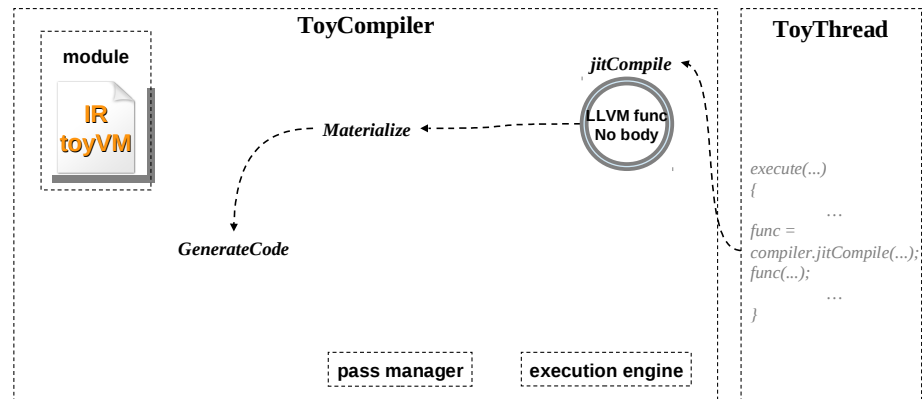 ToyCompiler
module
IR
toyVM
jitCompile
LLVM func
No body
Materialize
GenerateCode
pass manager
execution engine
ToyThread
execute(...)
{
...
func =
compiler.jitCompile(...);
func(...);
...
}